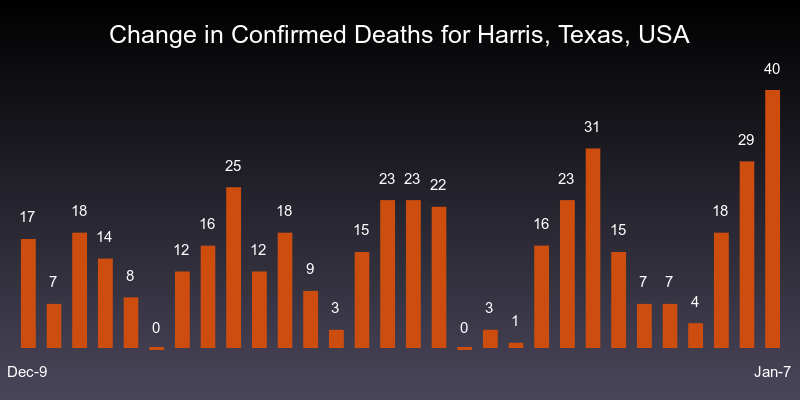 Change in Confirmed Deaths for Harris, Texas, USA
17 7 18 14 8 0 12 16 25 12 18 9 3 15 23 23 22 0 3 1 16 23 31 15 7 7 4 18 29 40
Dec-9 Jan-7